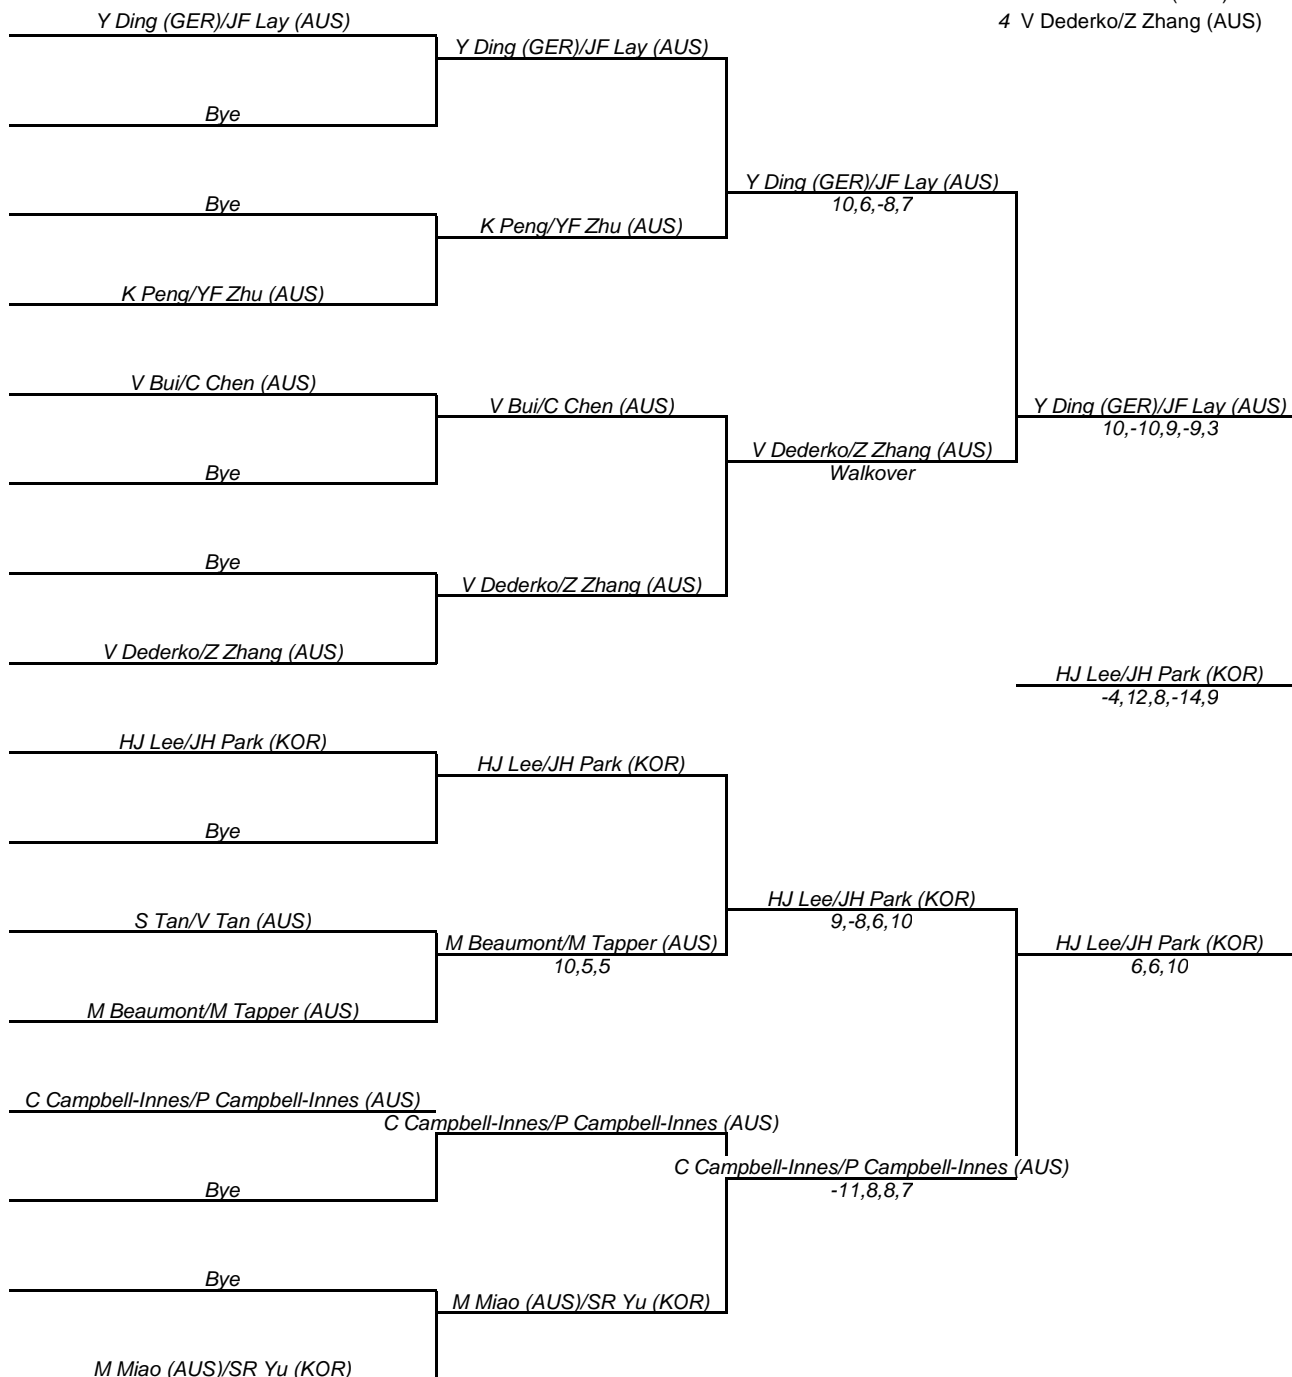 4 V Dederko/Z Zhang (AUS)
Y Ding (GER)/JF Lay (AUS)
Y Ding (GER)/JF Lay (AUS)
Bye
Y Ding (GER)/JF Lay (AUS)
10,6,-8,7
Bye
K Peng/YF Zhu (AUS)
K Peng/YF Zhu (AUS)
V Bui/C Chen (AUS)
V Bui/C Chen (AUS)
Y Ding (GER)/JF Lay (AUS)
10,-10,9,-9,3
V Dederko/Z Zhang (AUS)
Walkover
Bye
Bye
V Dederko/Z Zhang (AUS)
V Dederko/Z Zhang (AUS)
HJ Lee/JH Park (KOR)
-4,12,8,-14,9
HJ Lee/JH Park (KOR)
HJ Lee/JH Park (KOR)
Bye
HJ Lee/JH Park (KOR)
9,-8,6,10
S Tan/V Tan (AUS)
M Beaumont/M Tapper (AUS)
10,5,5
HJ Lee/JH Park (KOR)
6,6,10
M Beaumont/M Tapper (AUS)
C Campbell-Innes/P Campbell-Innes (AUS)
C Campbell-Innes/P Campbell-Innes (AUS)
C Campbell-Innes/P Campbell-Innes (AUS)
-11,8,8,7
Bye
Bye
M Miao (AUS)/SR Yu (KOR)
M Miao (AUS)/SR Yu (KOR)